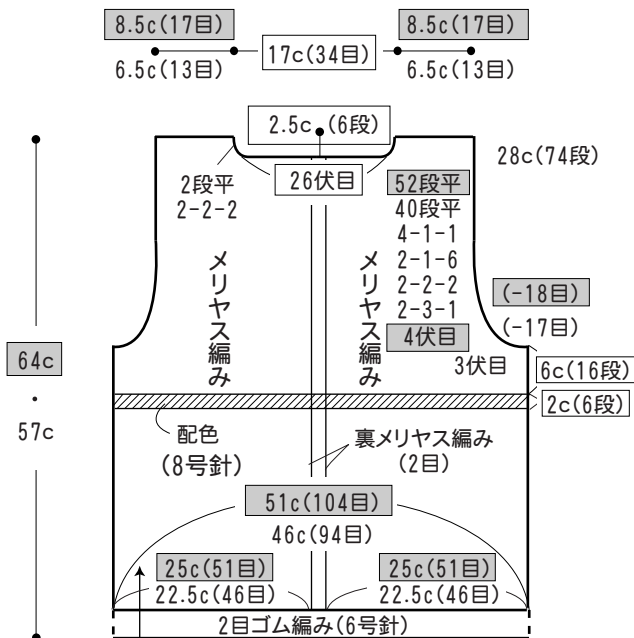 8.5c(17目)
8.5c(17目)
17c(34目)
6.5c(13目)
6.5c(13目)
2.5c (6段)
28c(74段)
26伏目
2段平
2-2-2
52段平
40段平
4-1-1
2-1-6
2-2-2
2-3-1
4伏目
3伏目
メリヤス編み
メリヤス編み
(-18目)
(-17目)
64c
・
57c
6c(16段)
2c(6段)
配色
(8号針)
裏メリヤス編み
(2目)
51c(104目)
46c(94目)
25c(51目)
25c(51目)
22.5c(46目)
22.5c(46目)
2目ゴム編み(6号針)